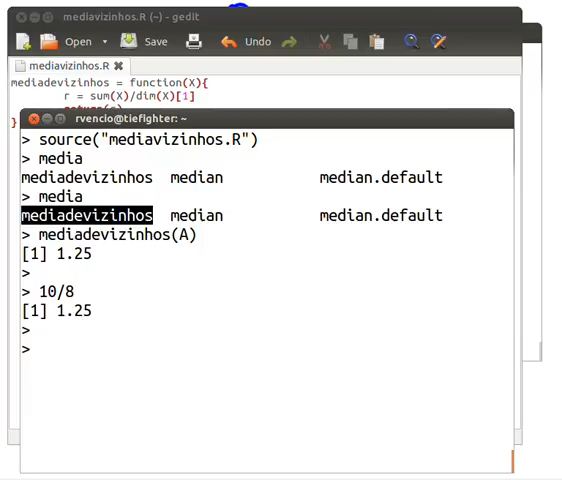 mediavizinhos.R (~) - gedit
Open Save Undo
mediavizinhos.R
mediadevizinhos = function(X){
r = sum(X)/dim(X)[1]
}
rvencio@tiefighter: ~
> source("mediavizinhos.R")
> media
mediadevizinhos median median.default
> media
mediadevizinhos median median.default
> mediadevizinhos(A)
[1] 1.25
>
> 10/8
[1] 1.25
>
>